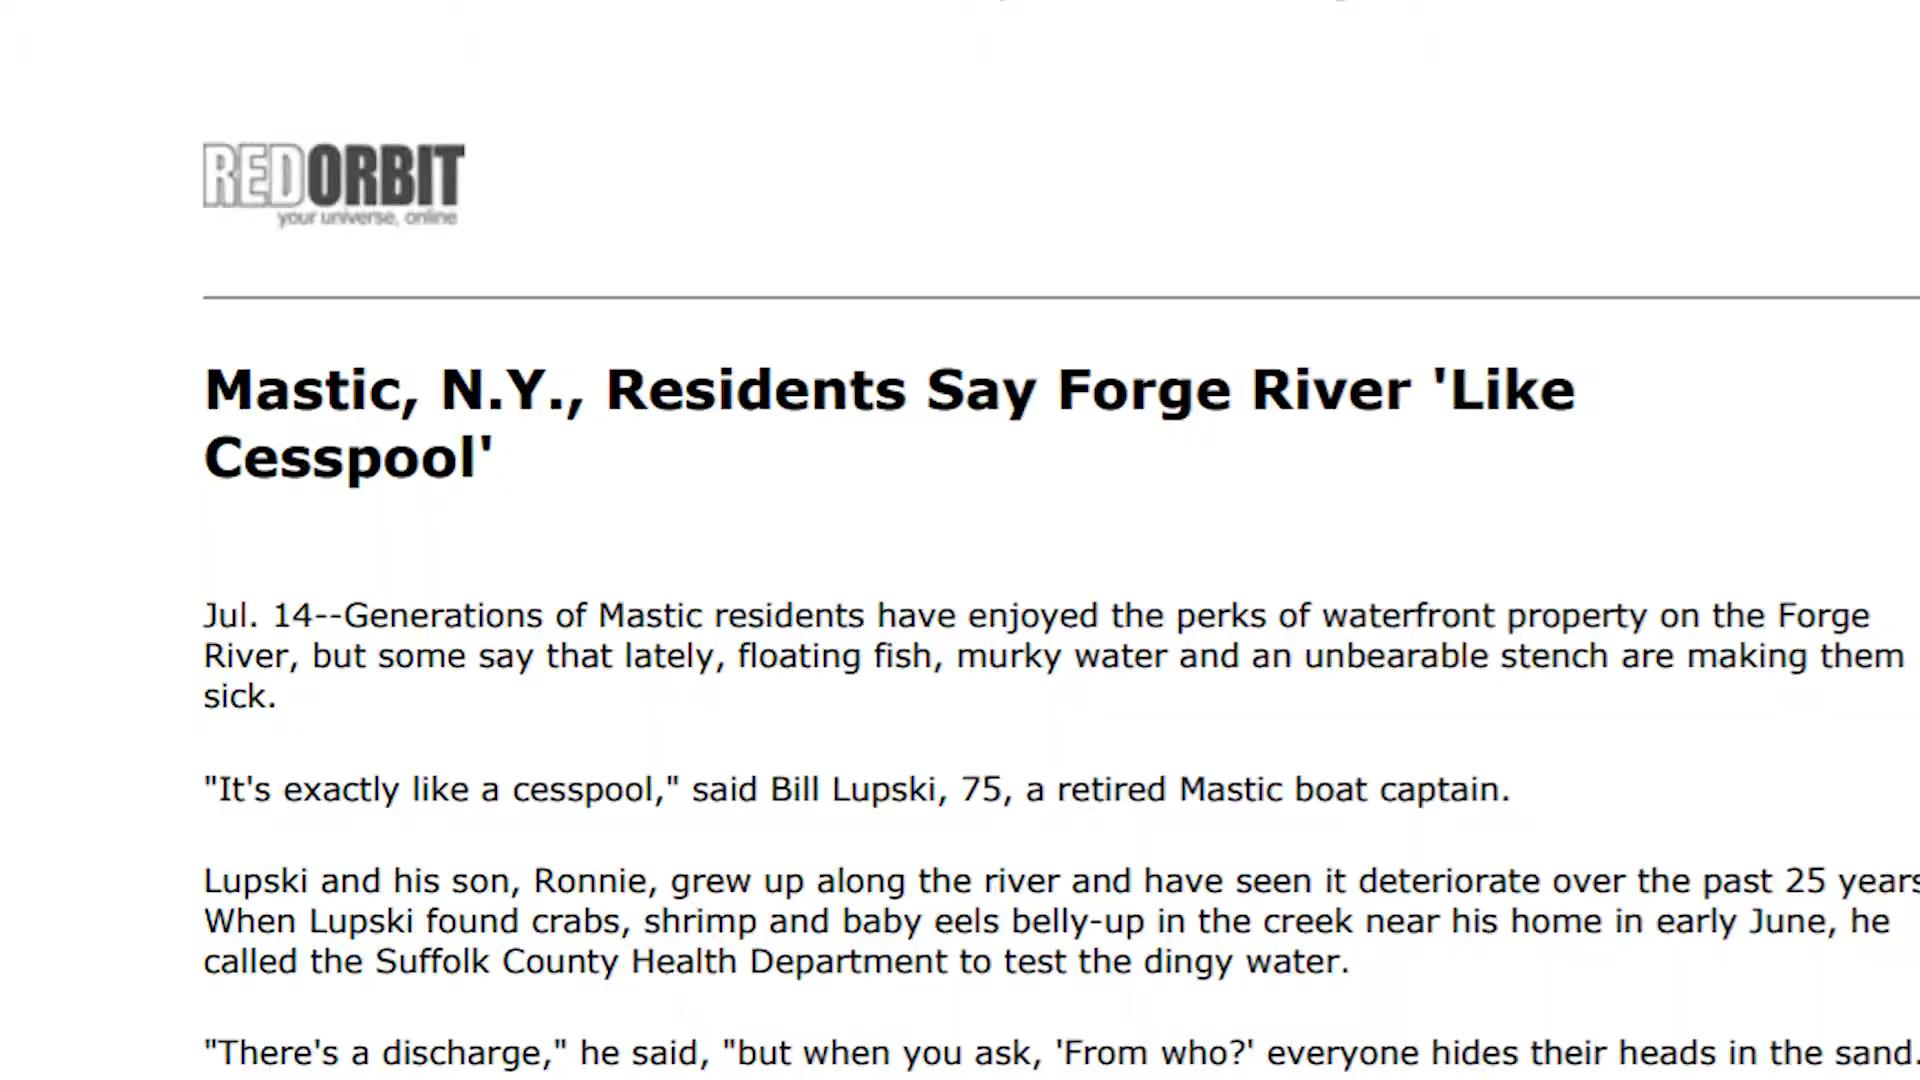 REDORBIT
your universe, online
Mastic, N.Y., Residents Say Forge River 'Like
Cesspool'
Jul. 14--Generations of Mastic residents have enjoyed the perks of waterfront property on the Forge
River, but some say that lately, floating fish, murky water and an unbearable stench are making them
sick.
"It's exactly like a cesspool," said Bill Lupski, 75, a retired Mastic boat captain.
Lupski and his son, Ronnie, grew up along the river and have seen it deteriorate over the past 25 years
When Lupski found crabs, shrimp and baby eels belly-up in the creek near his home in early June, he
called the Suffolk County Health Department to test the dingy water.
"There's a discharge," he said, "but when you ask, 'From who?' everyone hides their heads in the sand.